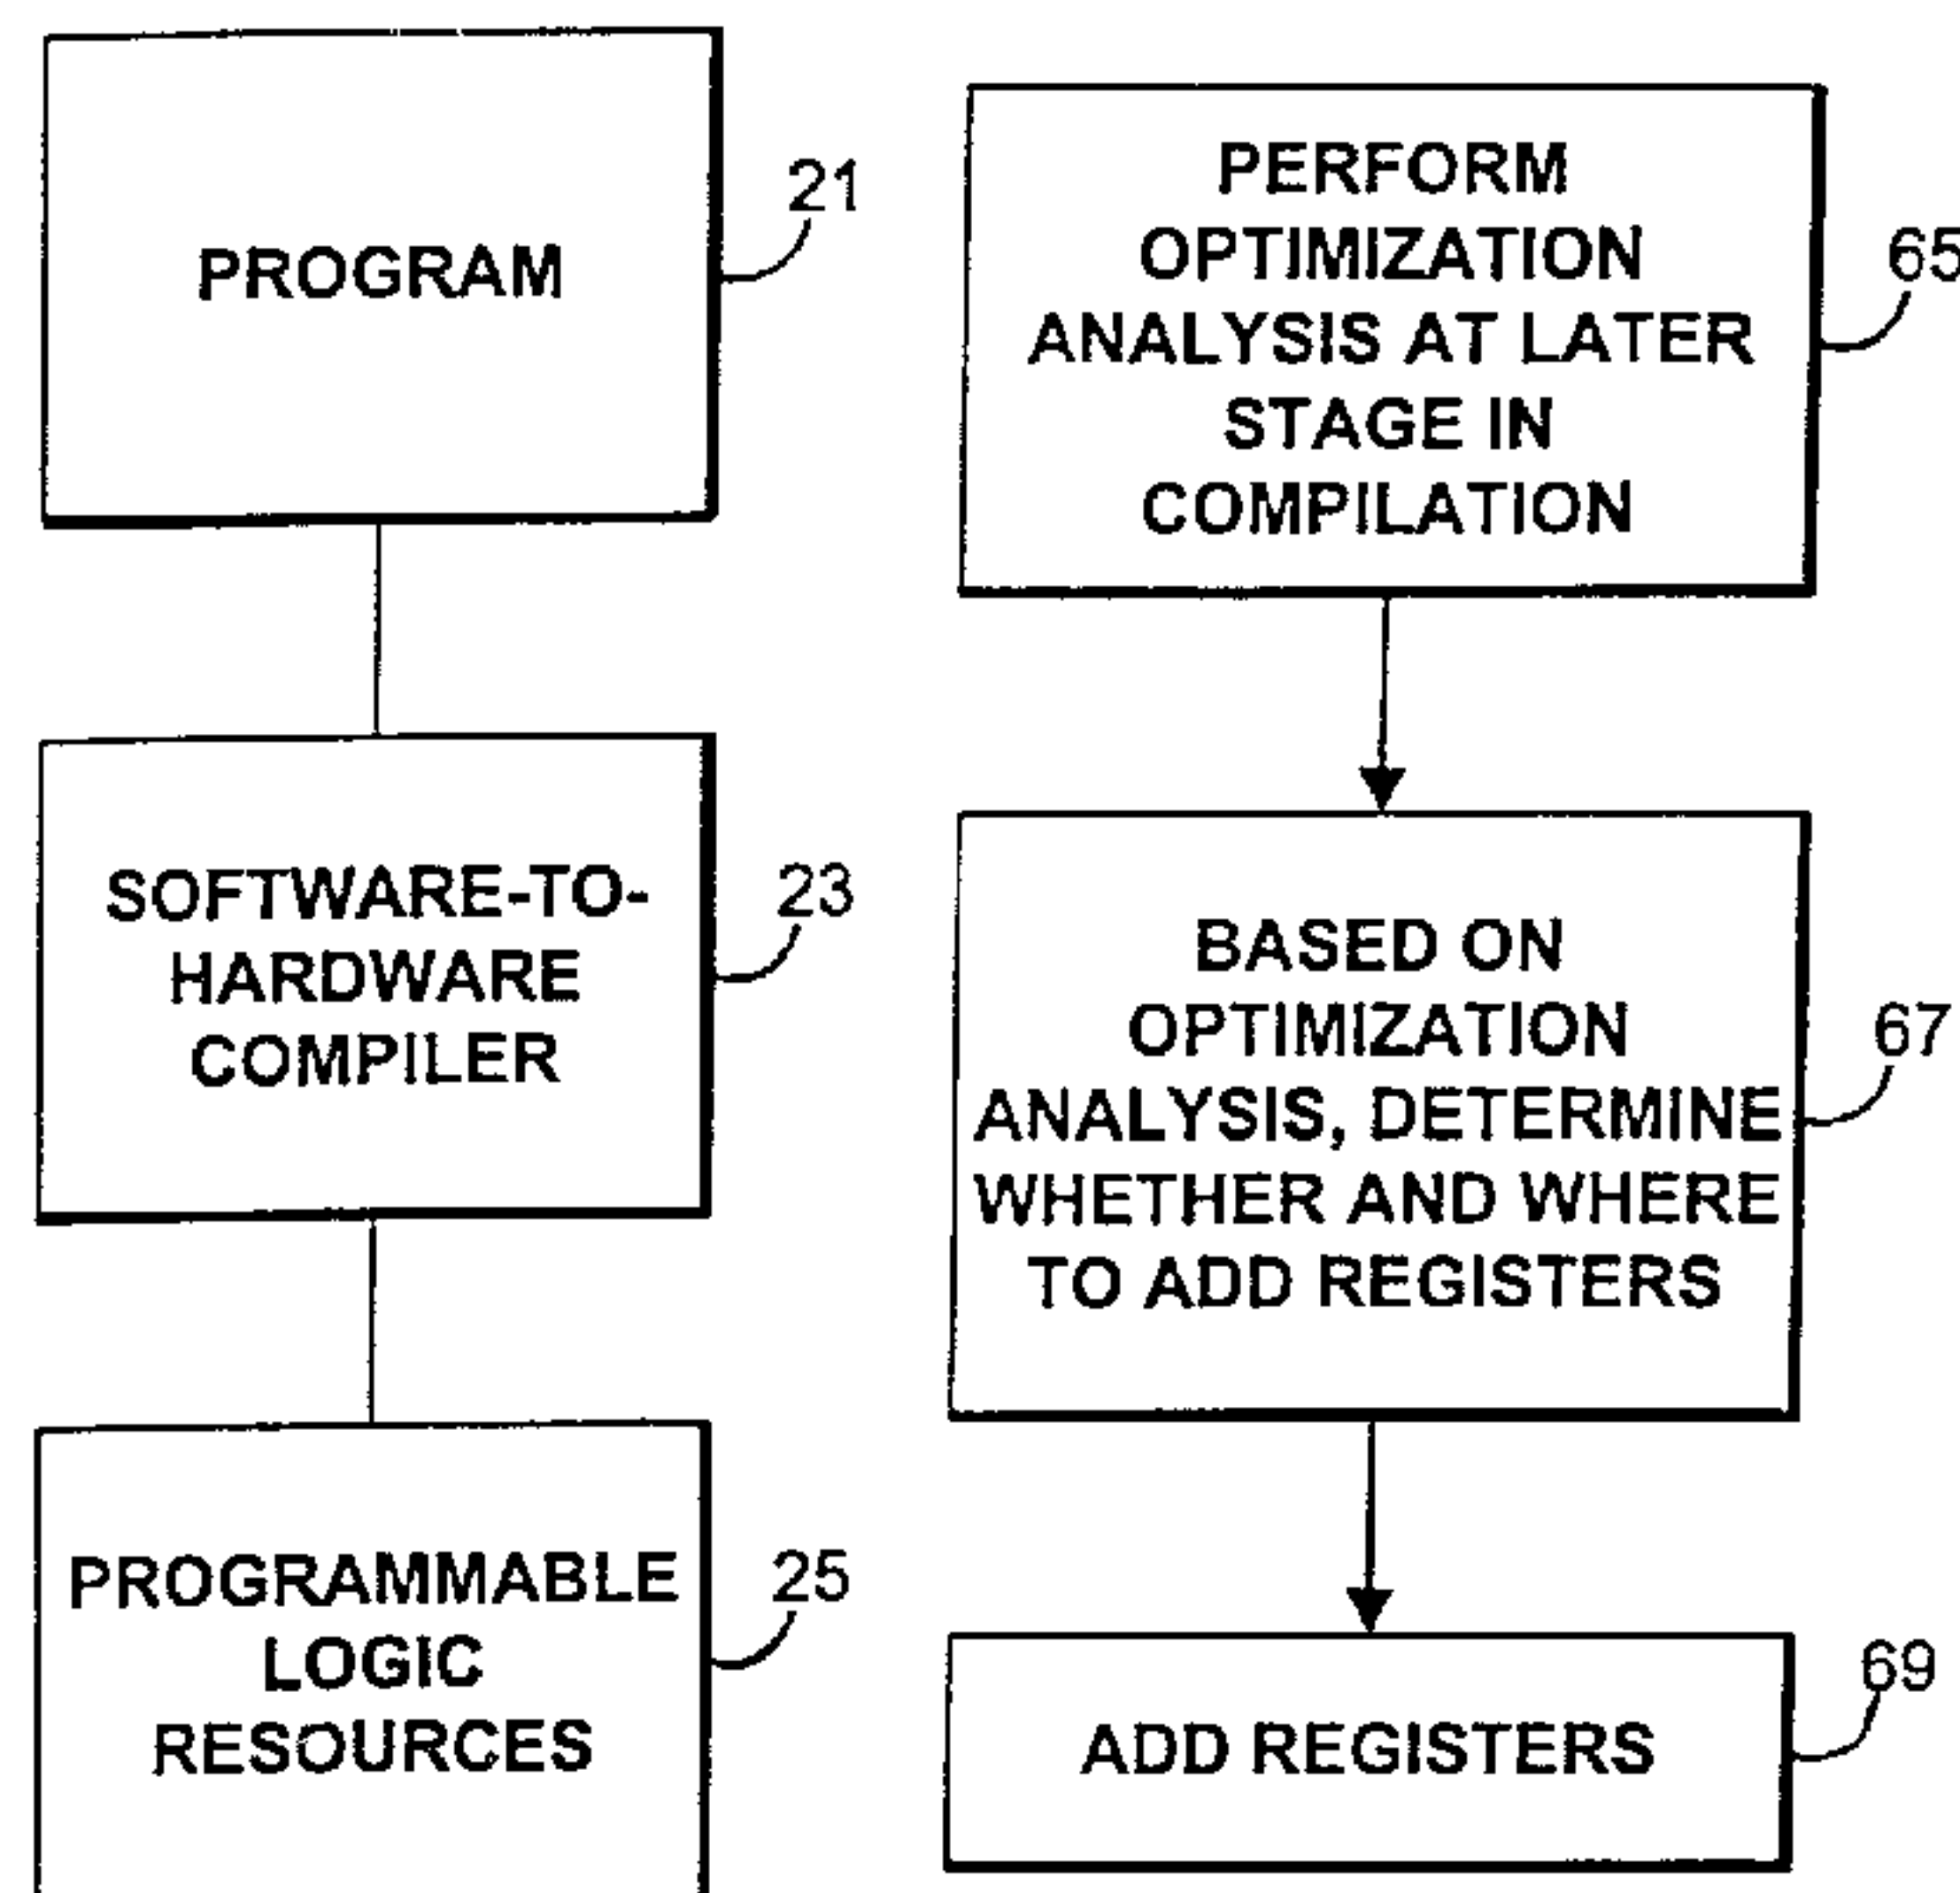 PROGRAM
21
SOFTWARE-TO-
HARDWARE
COMPILER
23
PROGRAMMABLE
LOGIC
RESOURCES
25
PERFORM
OPTIMIZATION
ANALYSIS AT LATER
STAGE IN
COMPILATION
65
BASED ON
OPTIMIZATION
ANALYSIS, DETERMINE
WHETHER AND WHERE
TO ADD REGISTERS
67
ADD REGISTERS
69